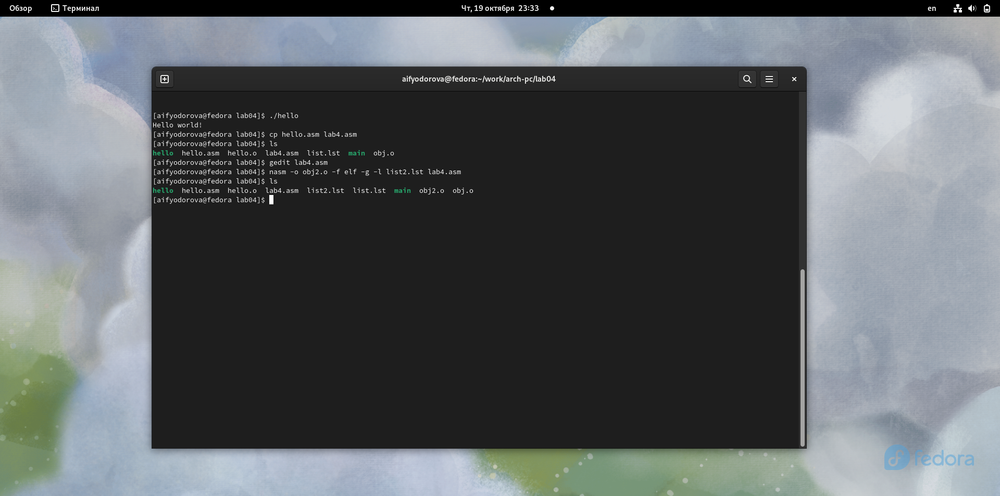 Обзор Терминал Чт, 19 октября 23:33 en
aifyodorova@fedora:~/work/arch-pc/lab04
[aifyodorova@fedora lab04]$ ./hello
Hello world!
[aifyodorova@fedora lab04]$ cp hello.asm lab4.asm
[aifyodorova@fedora lab04]$ ls
hello hello.asm hello.o lab4.asm list.lst main obj.o
[aifyodorova@fedora lab04]$ gedit lab4.asm
[aifyodorova@fedora lab04]$ nasm -o obj2.o -f elf -g -l list2.lst lab4.asm
[aifyodorova@fedora lab04]$ ls
hello hello.asm hello.o lab4.asm list2.lst list.lst main obj2.o obj.o
[aifyodorova@fedora lab04]$
fedora